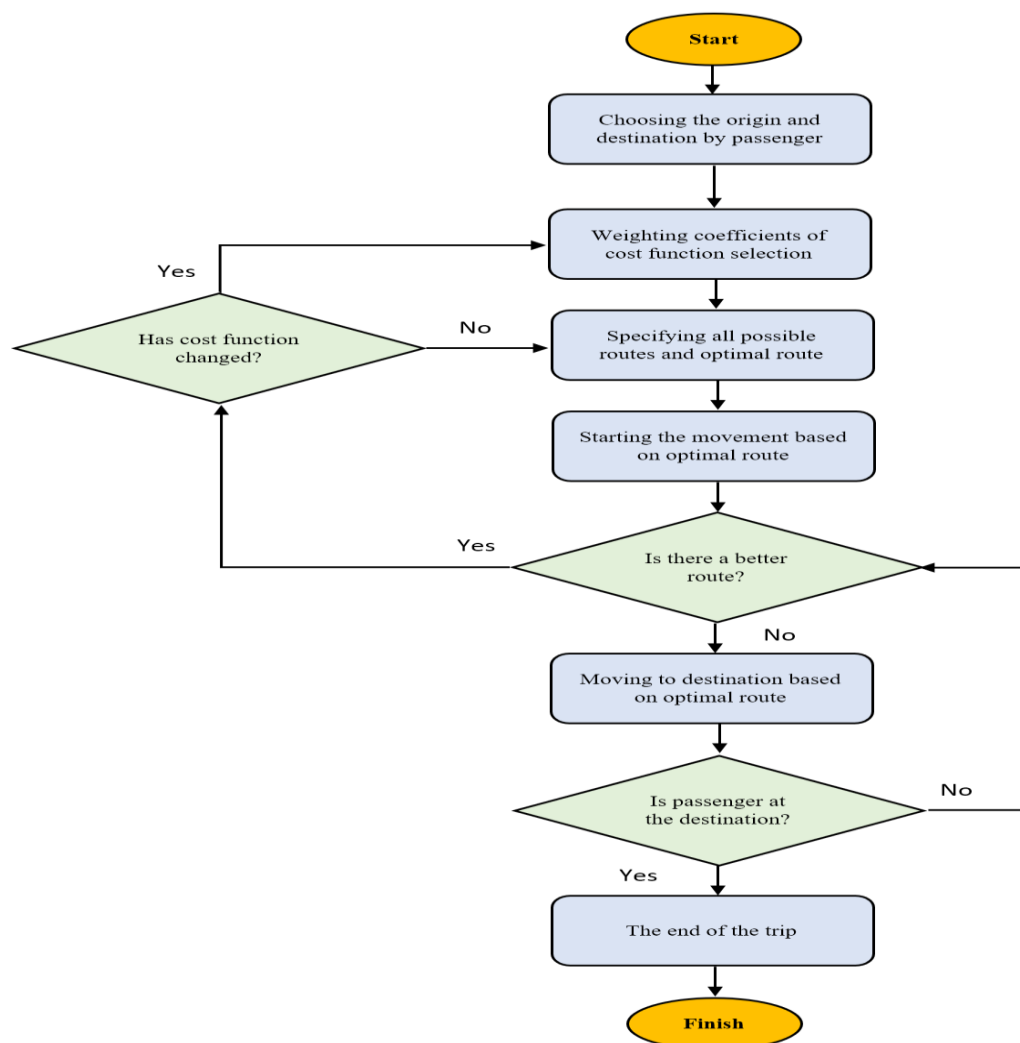 Start
Choosing the origin and
destination by passenger
Weighting coefficients of
cost function selection
Yes
Has cost function
changed?
No
Specifying all possible
routes and optimal route
Starting the movement based
on optimal route
Yes
Is there a better
route?
No
Moving to destination based
on optimal route
Is passenger at
the destination?
No
Yes
The end of the trip
Finish